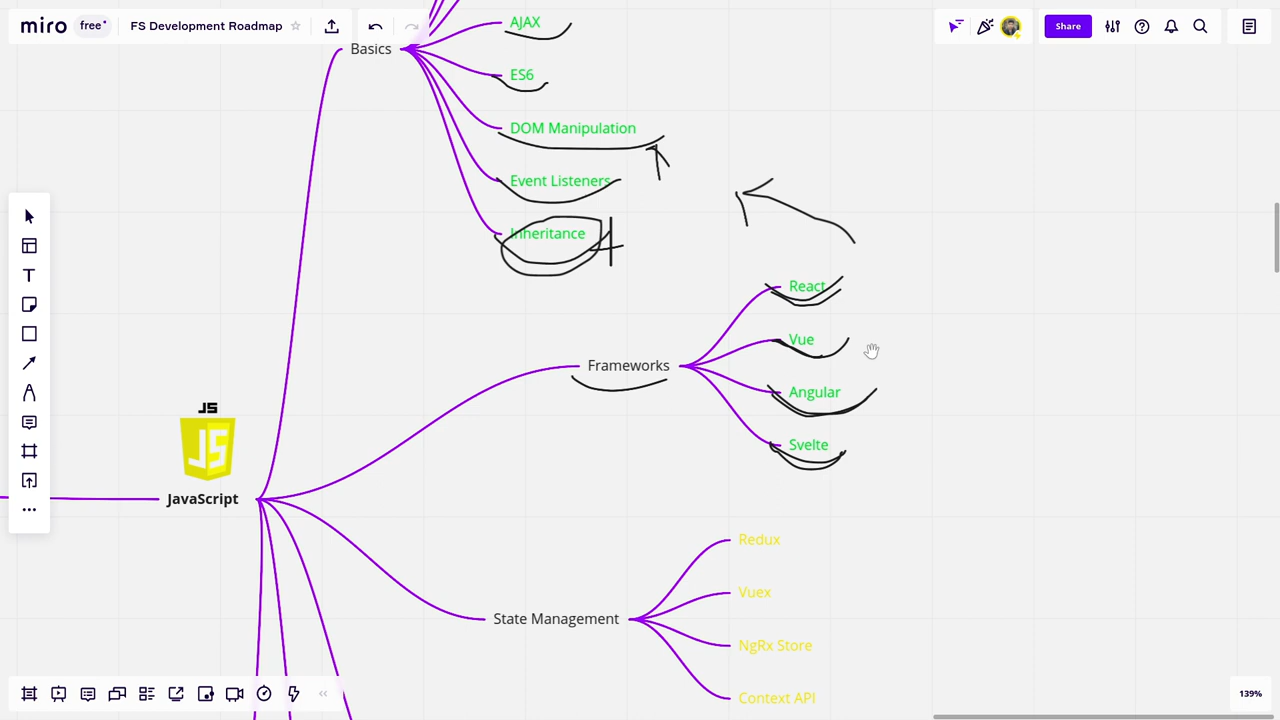 miro
free
FS Development Roadmap
Share
AJAX
Basics
ES6
DOM Manipulation
Event Listeners
Inheritance
React
Vue
Frameworks
Angular
JS
JS
Svelte
JavaScript
Redux
Vuex
State Management
NgRx Store
Context API
139%